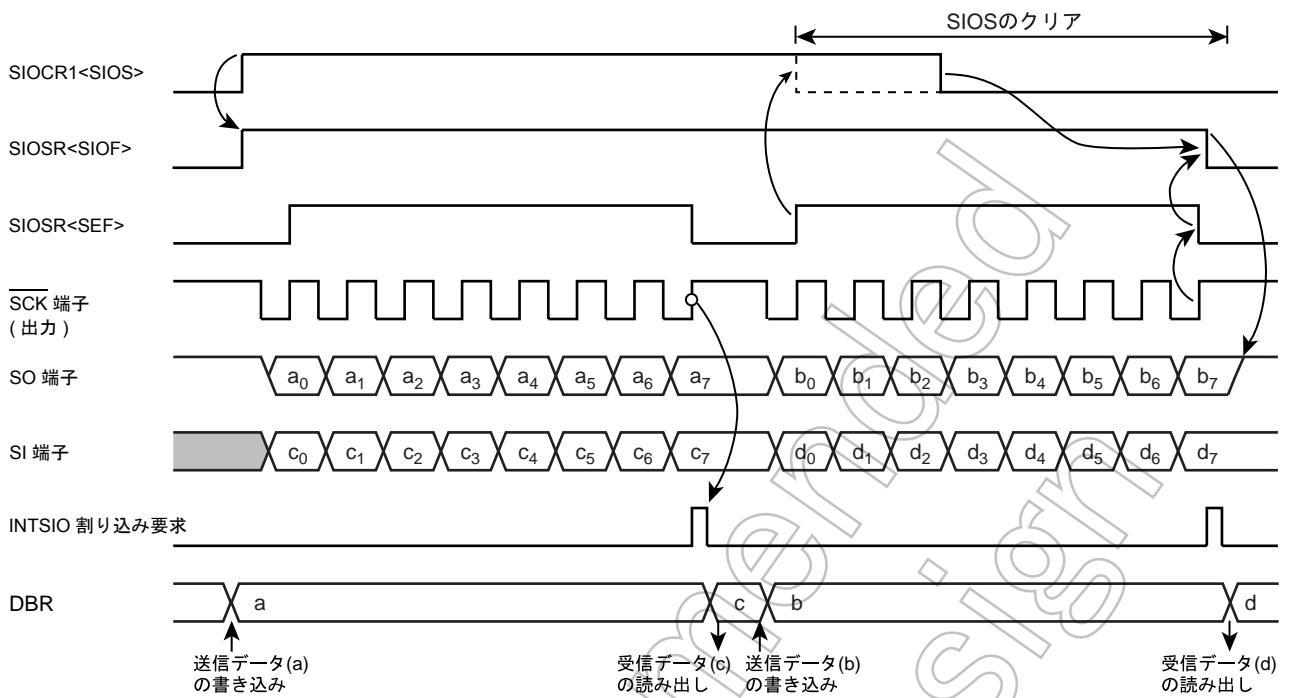 SIOSのクリア
SIOCR1<SIOS>
SIOSR<SIOF>
SIOSR<SEF>
SCK 端子
( 出力 )
SO 端子
a0 a1 a2 a3 a4 a5 a6 a7 b0 b1 b2 b3 b4 b5 b6 b7
SI 端子
c0 c1 c2 c3 c4 c5 c6 c7 d0 d1 d2 d3 d4 d5 d6 d7
INTSIO 割り込み要求
DBR
a c b d
送信データ(a)
の書き込み
受信データ(c)
の読み出し
送信データ(b)
の書き込み
受信データ(d)
の読み出し
mended
sign